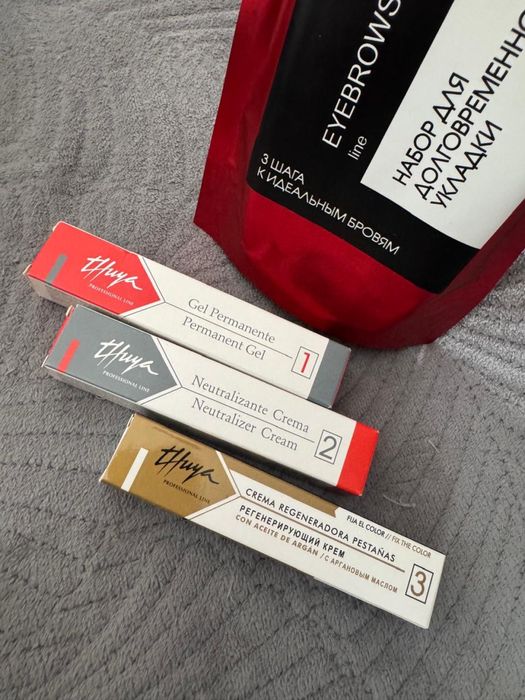 EYEBROWS
line
НАБОР ДЛЯ
ДОЛГОВРЕМЕННО
УКЛАДКИ
3 ШАГА
К ИДЕАЛЬНЫМ БРОВЯМ
thuya
PROFESSIONAL LINE
Gel Permanente
Permanent Gel
1
thuya
PROFESSIONAL LINE
Neutralizante Crema
Neutralizer Cream
2
thuya
PROFESSIONAL LINE
FIJA EL COLOR // FIX THE COLOR
CREMA REGENERADORA PESTAÑAS
РЕГЕНЕРИРУЮЩИЙ КРЕМ
CON ACEITE DE ARGÁN / С АРГАНОВЫМ МАСЛОМ
3